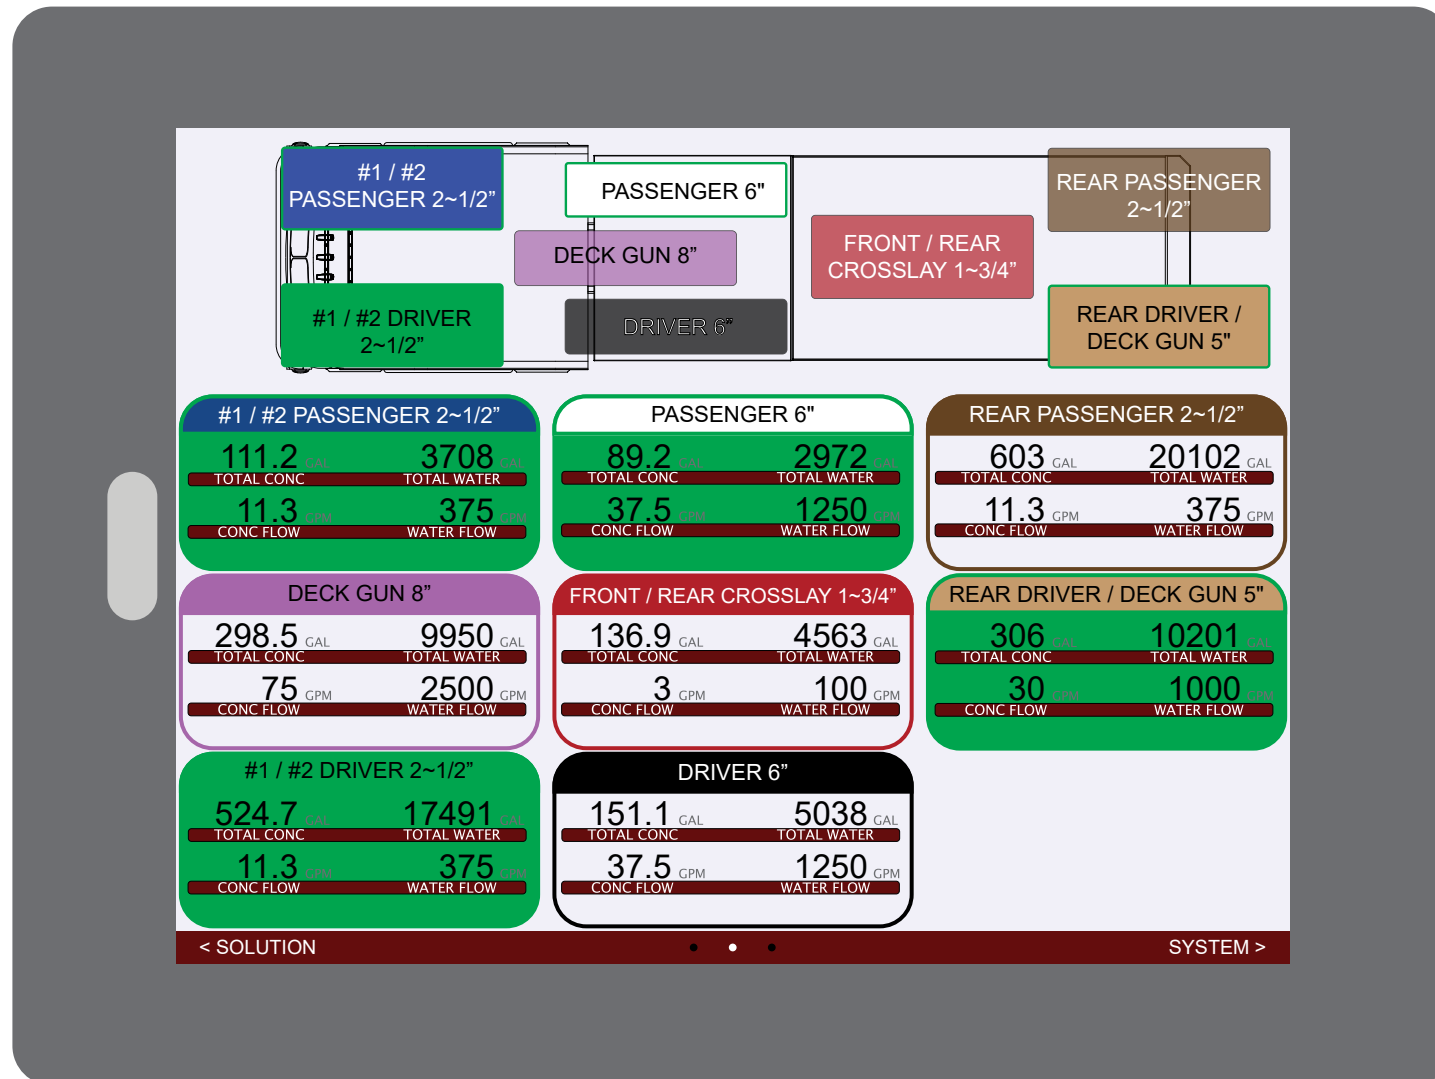 #1 / #2
PASSENGER 2~1/2”
PASSENGER 6"
REAR PASSENGER
2~1/2”
DECK GUN 8”
FRONT / REAR
CROSSLAY 1~3/4”
#1 / #2 DRIVER
2~1/2”
DRIVER 6”
REAR DRIVER /
DECK GUN 5"
#1 / #2 PASSENGER 2~1/2”
111.2 GAL 3708 GAL
TOTAL CONC TOTAL WATER
11.3 GPM 375 GPM
CONC FLOW WATER FLOW
PASSENGER 6"
89.2 GAL 2972 GAL
TOTAL CONC TOTAL WATER
37.5 GPM 1250 GPM
CONC FLOW WATER FLOW
REAR PASSENGER 2~1/2”
603 GAL 20102 GAL
TOTAL CONC TOTAL WATER
11.3 GPM 375 GPM
CONC FLOW WATER FLOW
DECK GUN 8”
298.5 GAL 9950 GAL
TOTAL CONC TOTAL WATER
75 GPM 2500 GPM
CONC FLOW WATER FLOW
FRONT / REAR CROSSLAY 1~3/4”
136.9 GAL 4563 GAL
TOTAL CONC TOTAL WATER
3 GPM 100 GPM
CONC FLOW WATER FLOW
REAR DRIVER / DECK GUN 5"
306 GAL 10201 GAL
TOTAL CONC TOTAL WATER
30 GPM 1000 GPM
CONC FLOW WATER FLOW
#1 / #2 DRIVER 2~1/2”
524.7 GAL 17491 GAL
TOTAL CONC TOTAL WATER
11.3 GPM 375 GPM
CONC FLOW WATER FLOW
DRIVER 6”
151.1 GAL 5038 GAL
TOTAL CONC TOTAL WATER
37.5 GPM 1250 GPM
CONC FLOW WATER FLOW
< SOLUTION SYSTEM >